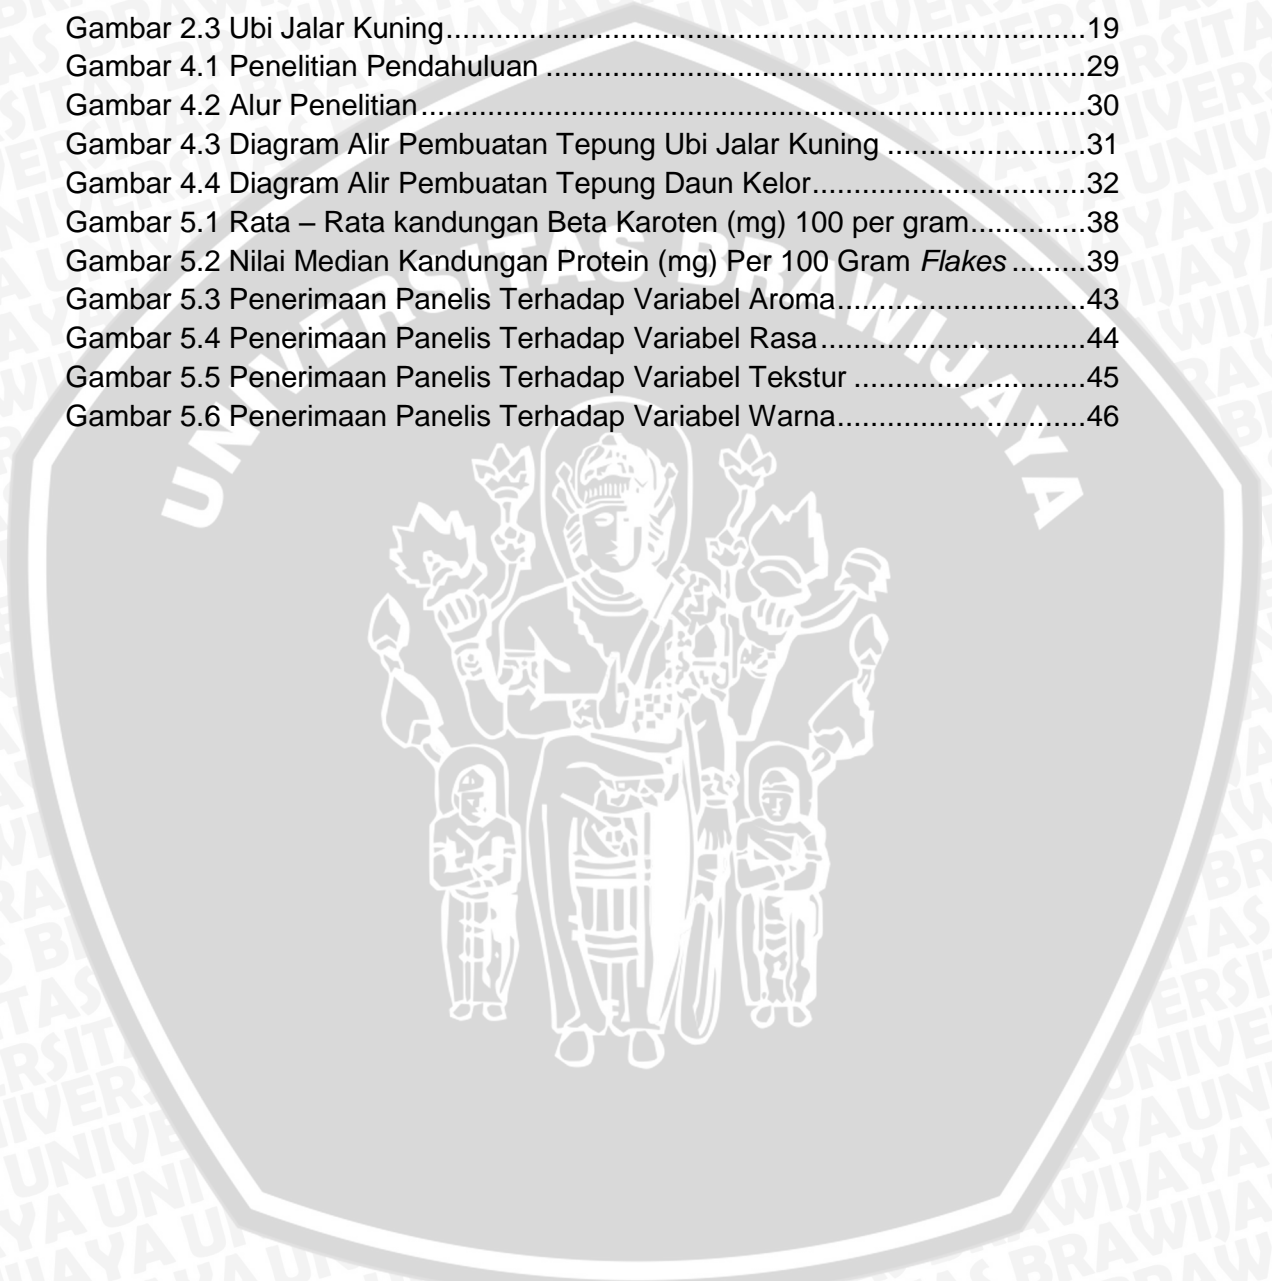 Gambar 2.3 Ubi Jalar Kuning...............................................................................19
Gambar 4.1 Penelitian Pendahuluan...................................................................29
Gambar 4.2 Alur Penelitian..................................................................................30
Gambar 4.3 Diagram Alir Pembuatan Tepung Ubi Jalar Kuning........................31
Gambar 4.4 Diagram Alir Pembuatan Tepung Daun Kelor..................................32
Gambar 5.1 Rata – Rata kandungan Beta Karoten (mg) 100 per gram..............38
Gambar 5.2 Nilai Median Kandungan Protein (mg) Per 100 Gram Flakes.........39
Gambar 5.3 Penerimaan Panelis Terhadap Variabel Aroma...............................43
Gambar 5.4 Penerimaan Panelis Terhadap Variabel Rasa.................................44
Gambar 5.5 Penerimaan Panelis Terhadap Variabel Tekstur.............................45
Gambar 5.6 Penerimaan Panelis Terhadap Variabel Warna...............................46
UNIVERSITAS BRAWIJAYA